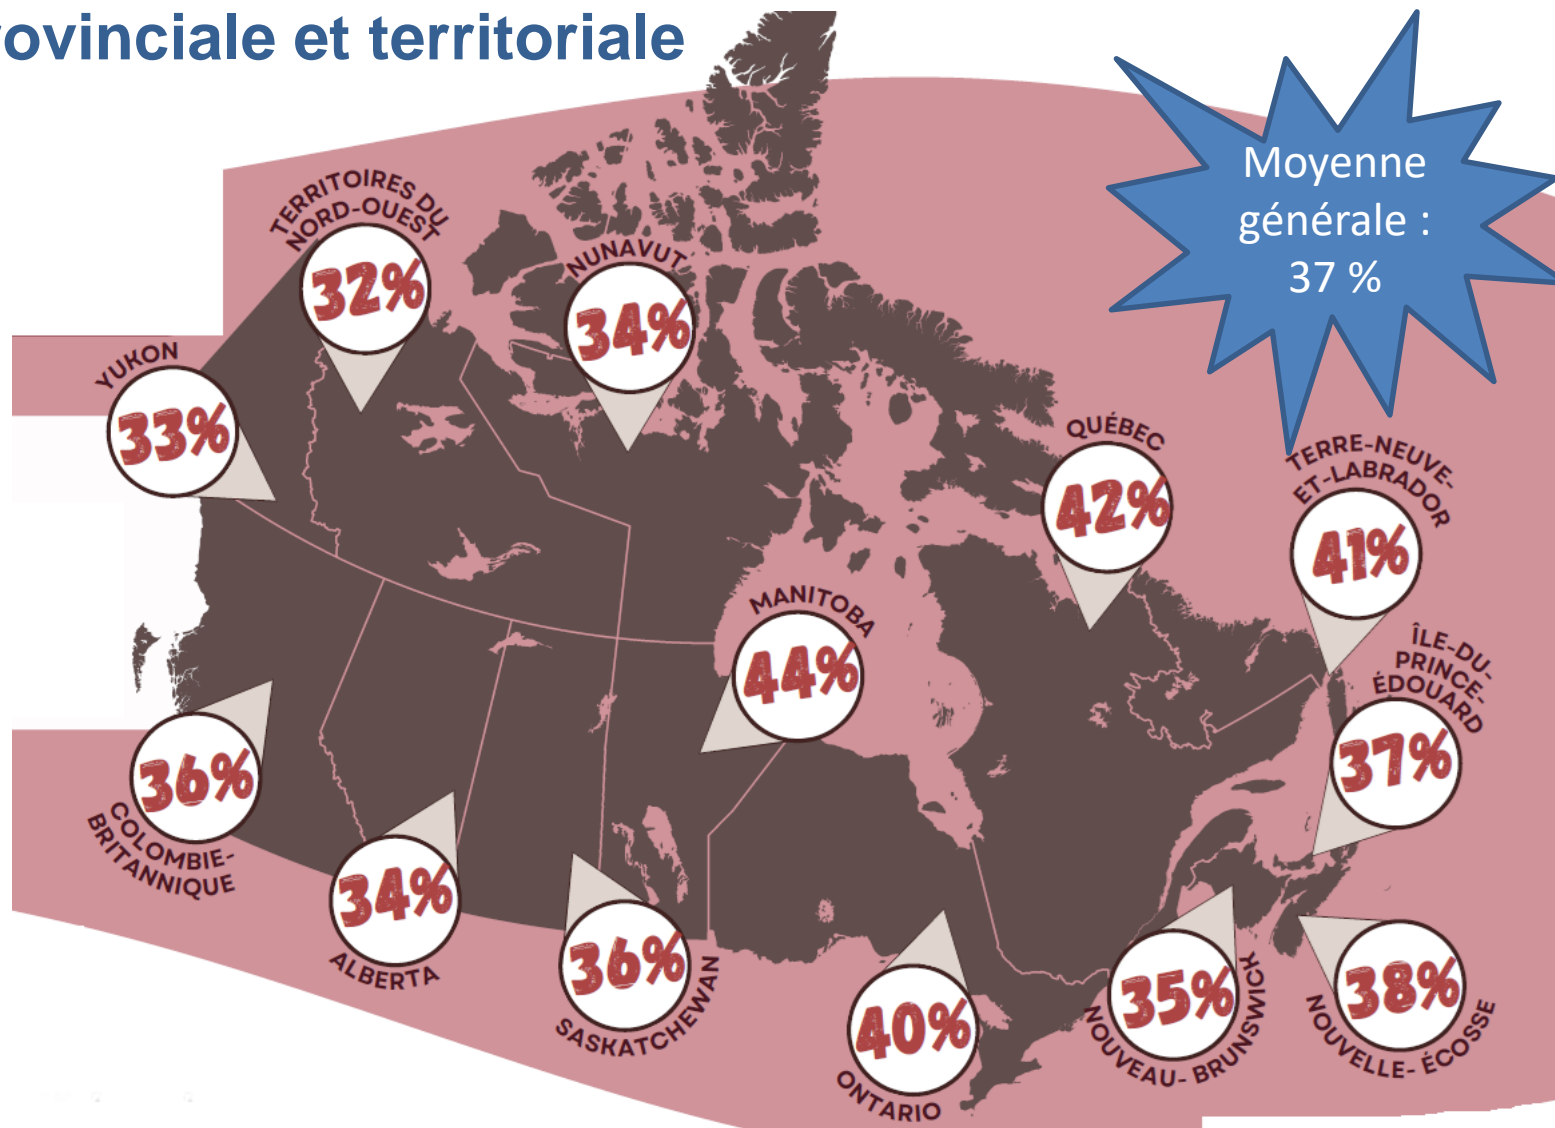 rovinciale et territoriale
Moyenne
générale :
37 %
TERRITOIRES DU
NORD-OUEST
32%
NUNAVUT
34%
YUKON
33%
QUÉBEC
42%
TERRE-NEUVE-
ET-LABRADOR
41%
MANITOBA
44%
ÎLE-DU-
PRINCE-
ÉDOUARD
37%
36%
COLOMBIE-
BRITANNIQUE
34%
ALBERTA
36%
SASKATCHEWAN
40%
ONTARIO
35%
NOUVEAU- BRUNSWICK
38%
NOUVELLE- ÉCOSSE